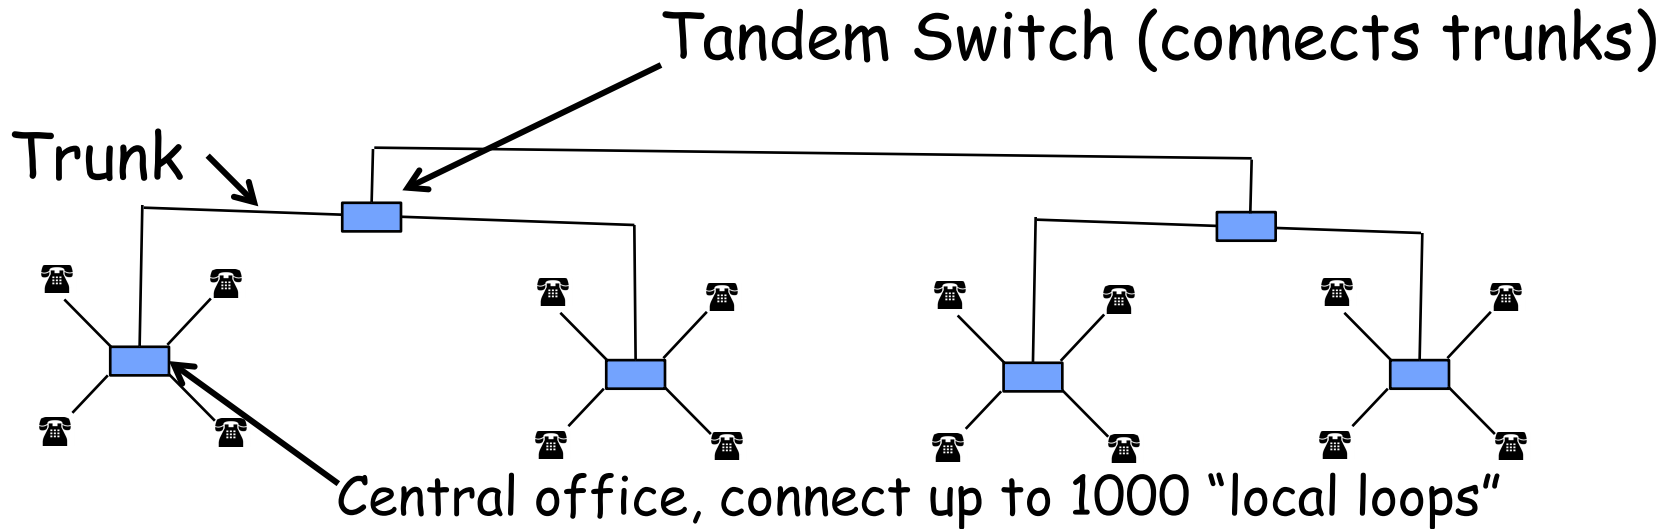 Tandem Switch (connects trunks)
Trunk
Central office, connect up to 1000 “local loops”